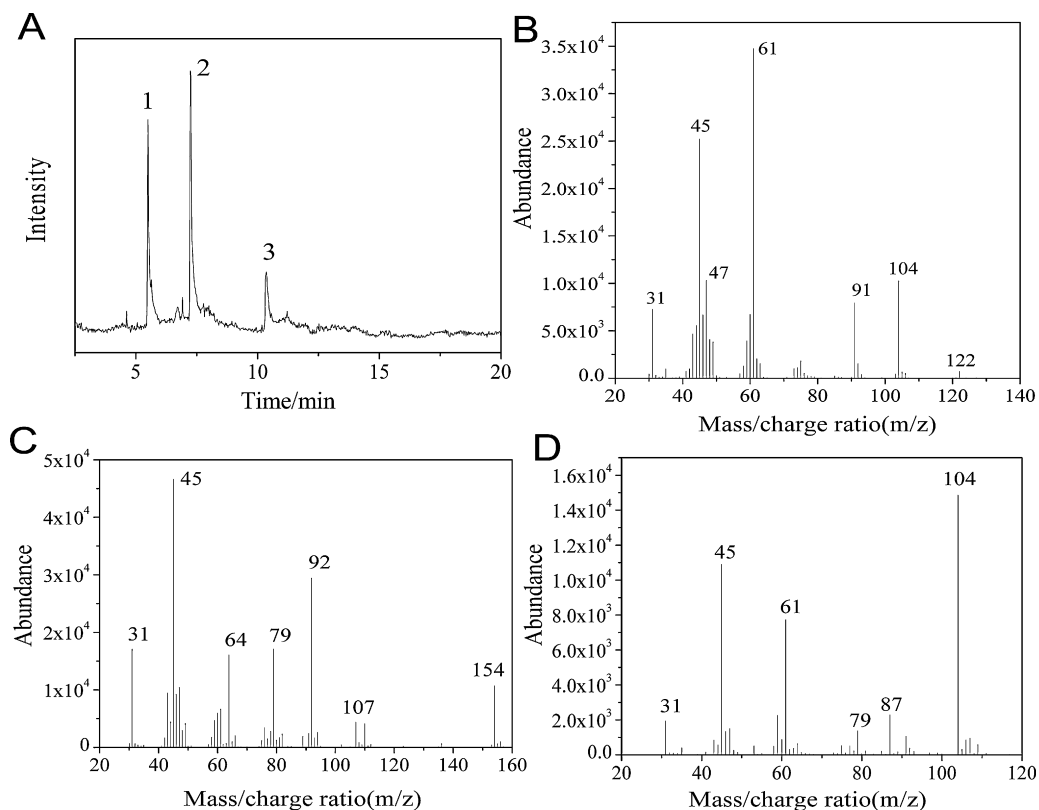 A
1
2
3
Intensity
5
10
15
20
Time/min
B
61
45
47
31
91
104
122
Abundance
3.5x10⁴
3.0x10⁴
2.5x10⁴
2.0x10⁴
1.5x10⁴
1.0x10⁴
5.0x10³
0.0
20
40
60
80
100
120
140
Mass/charge ratio(m/z)
C
45
92
31
64
79
107
154
Abundance
5x10⁴
4x10⁴
3x10⁴
2x10⁴
1x10⁴
0
20
40
60
80
100
120
140
160
Mass/charge ratio(m/z)
D
104
45
61
31
79
87
Abundance
1.6x10⁴
1.4x10⁴
1.2x10⁴
1.0x10⁴
8.0x10³
6.0x10³
4.0x10³
2.0x10³
0.0
20
40
60
80
100
120
Mass/charge ratio(m/z)